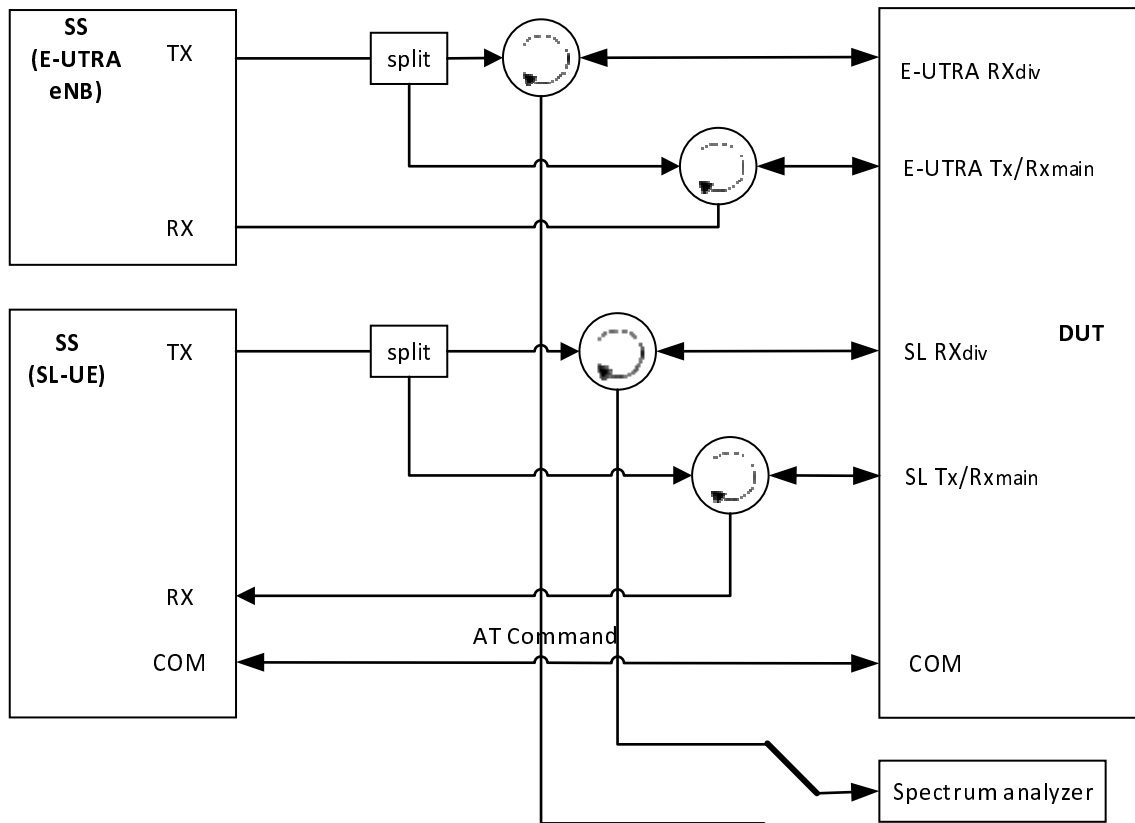 SS
(E-UTRA
eNB)
TX
split
E-UTRA RXdiv
E-UTRA Tx/Rxmain
RX
SS
(SL-UE)
TX
split
SL RXdiv
DUT
SL Tx/Rxmain
RX
AT Command
COM
COM
Spectrum analyzer